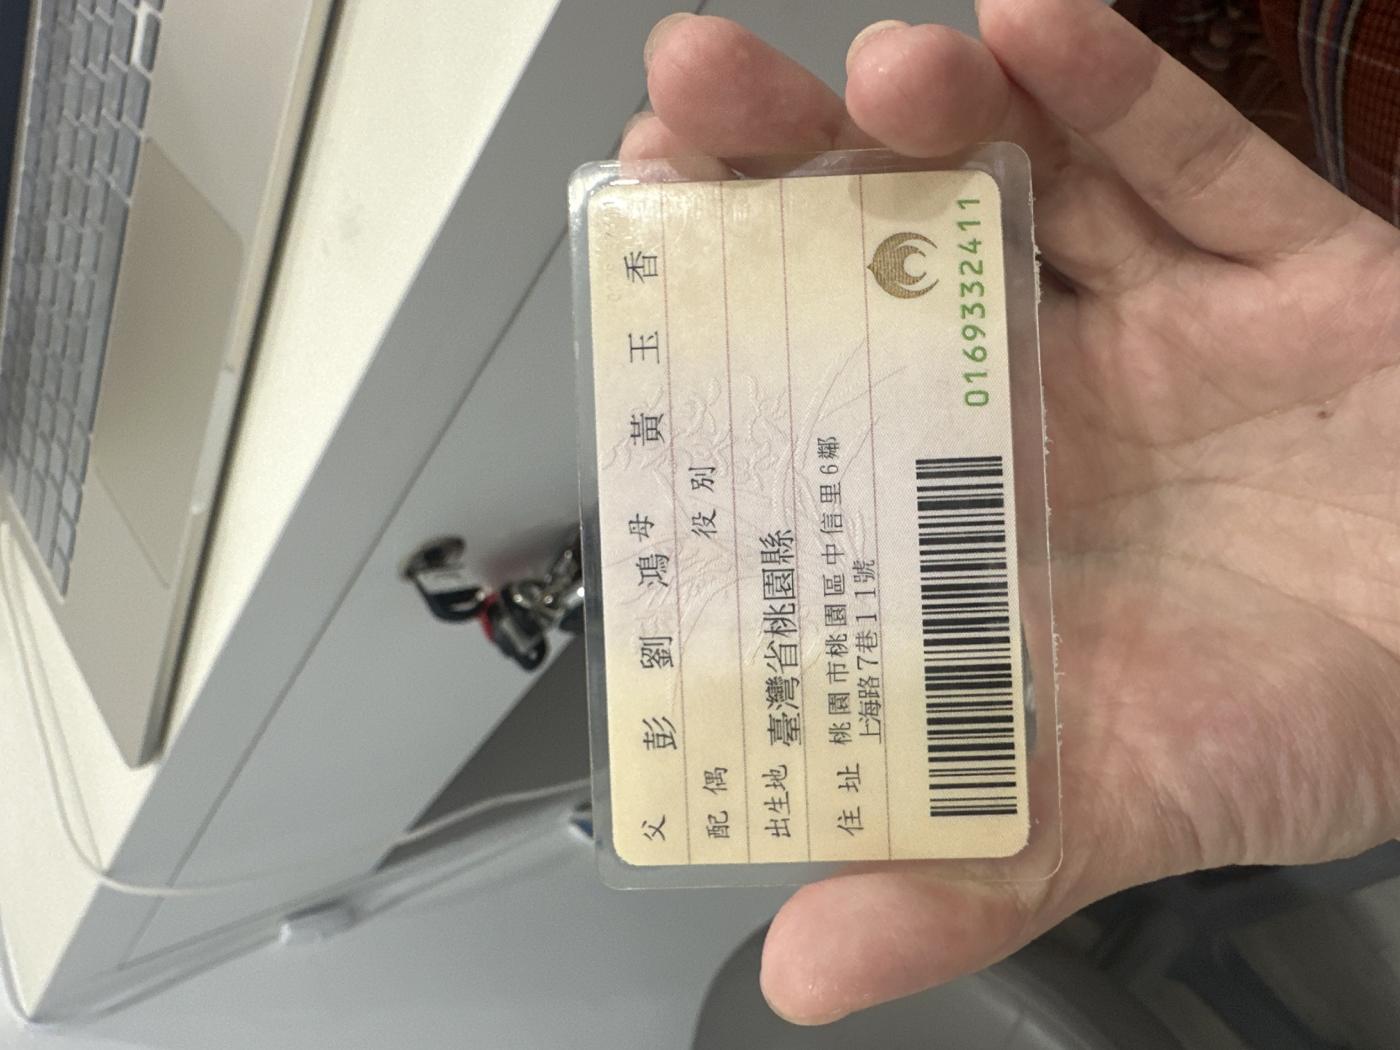 父 彭劉鴻 母 黃玉香
配偶 役別
出生地 臺灣省桃園縣
住址 桃園市桃園區中信里6鄰
上海路7巷11號
0169332411